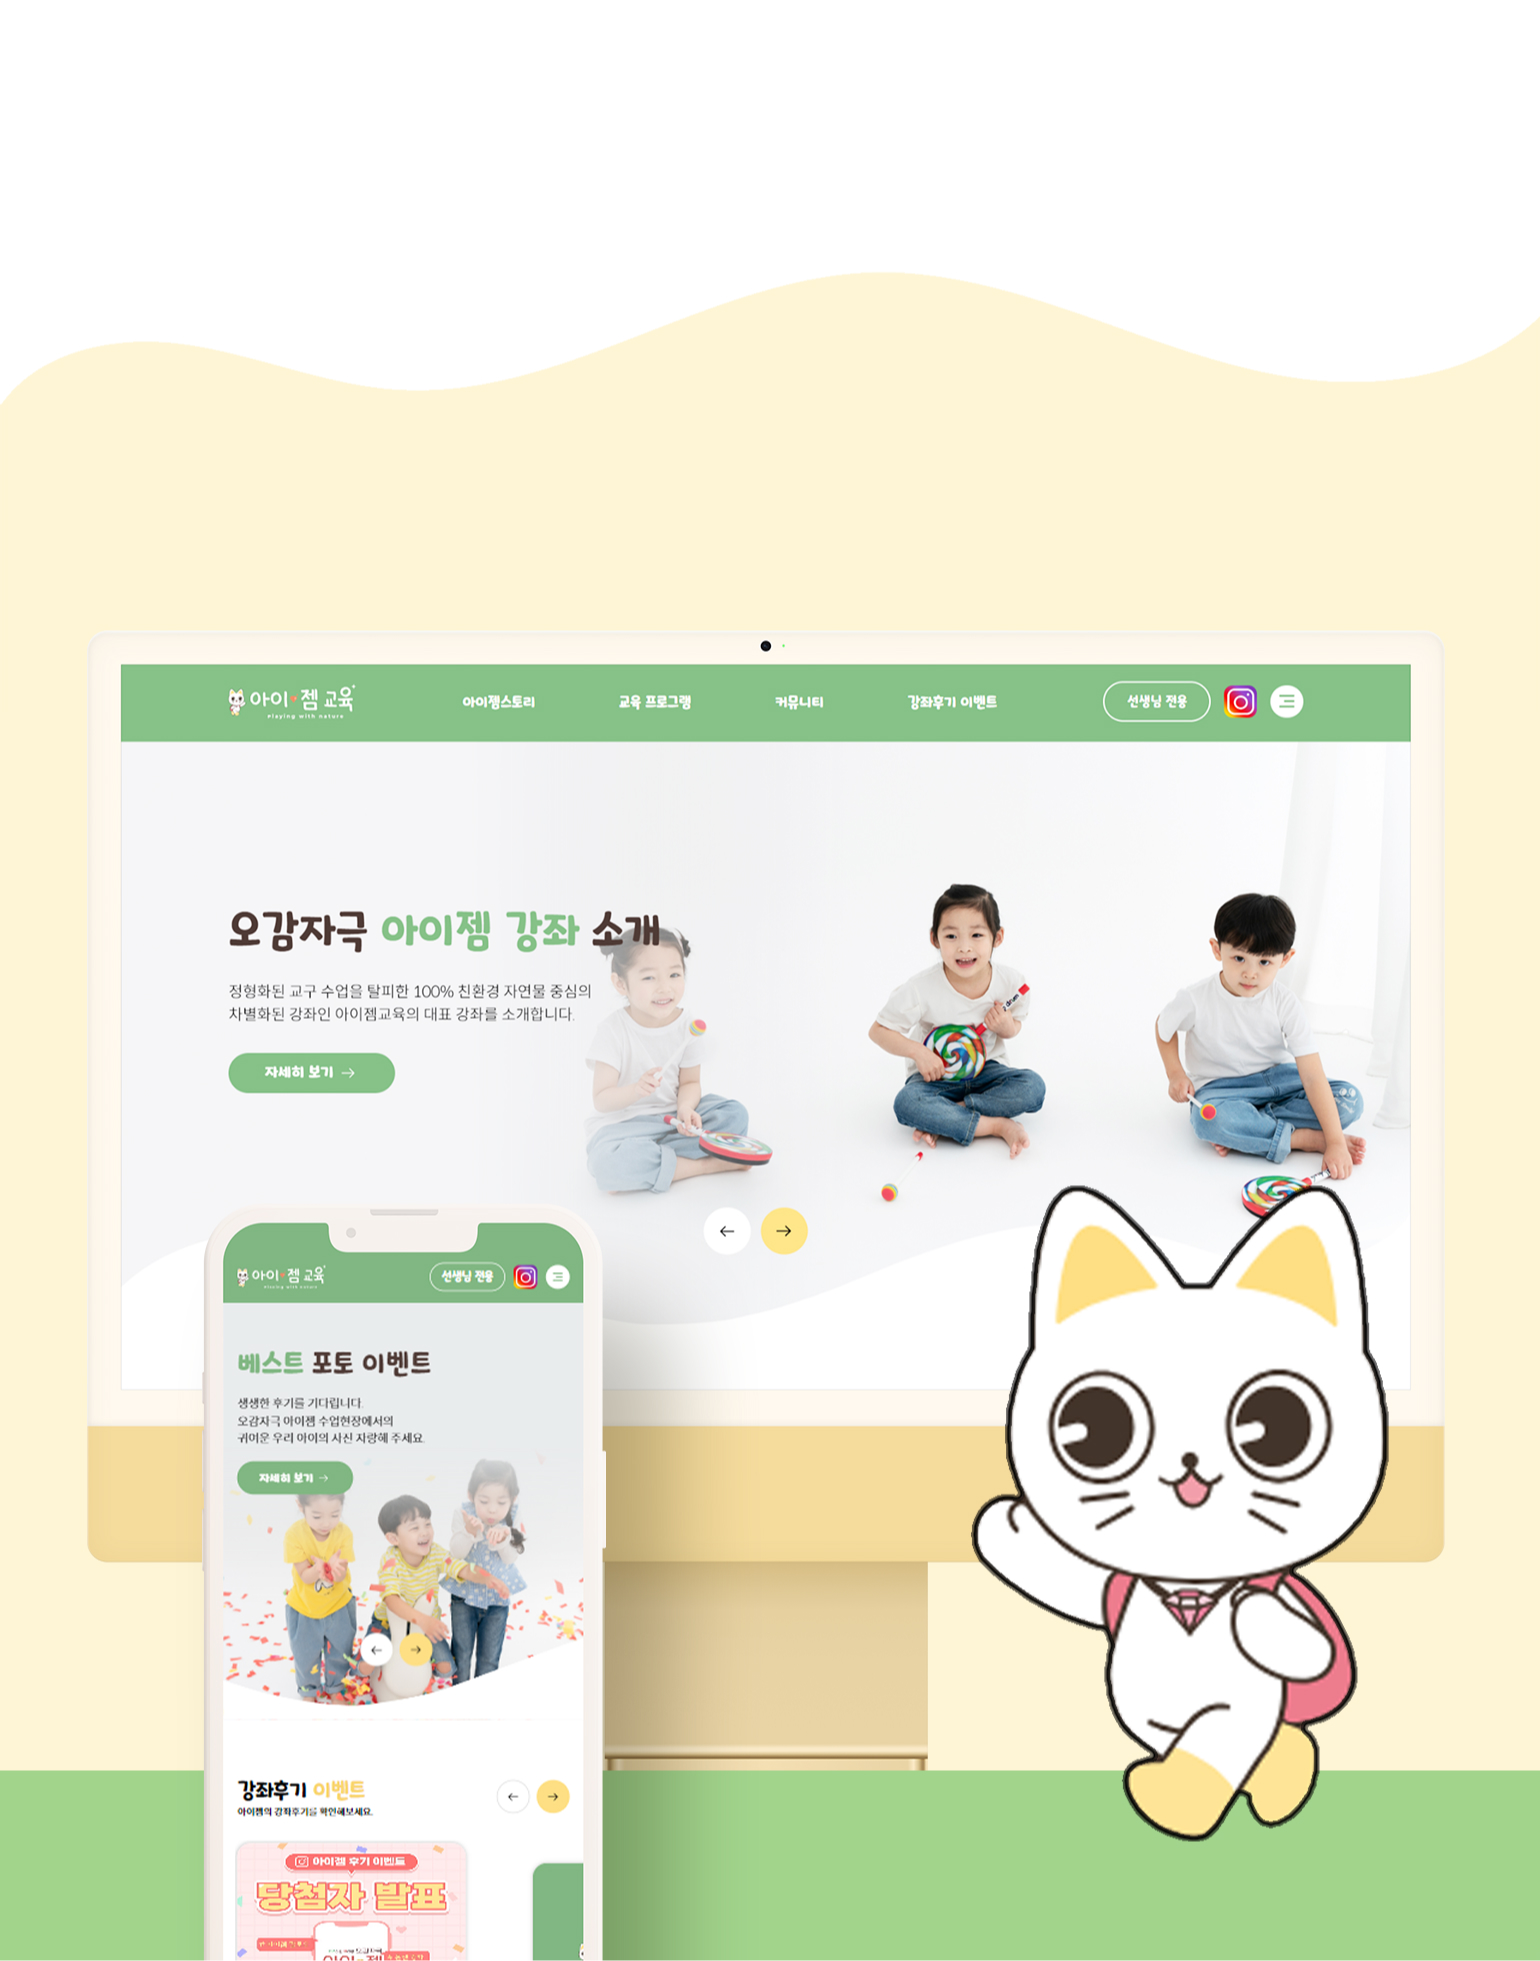 아이젬 교육
Playing with nature
아이젬스토리
교육 프로그램
커뮤니티
강좌후기 이벤트
선생님 전용
오감자극 아이젬 강좌 소개
정형화된 교구 수업을 탈피한 100% 친환경 자연물 중심의
차별화된 강좌인 아이젬교육의 대표 강좌를 소개합니다.
자세히 보기
아이젬 교육
Playing with nature
선생님 전용
베스트 포토 이벤트
생생한 후기를 기다립니다.
오감자극 아이젬 수업현장에서의
귀여운 우리 아이의 사진 자랑해 주세요.
자세히 보기
강좌후기 이벤트
아이젬의 강좌후기를 확인해보세요.
아이젬 후기 이벤트
당첨자 발표